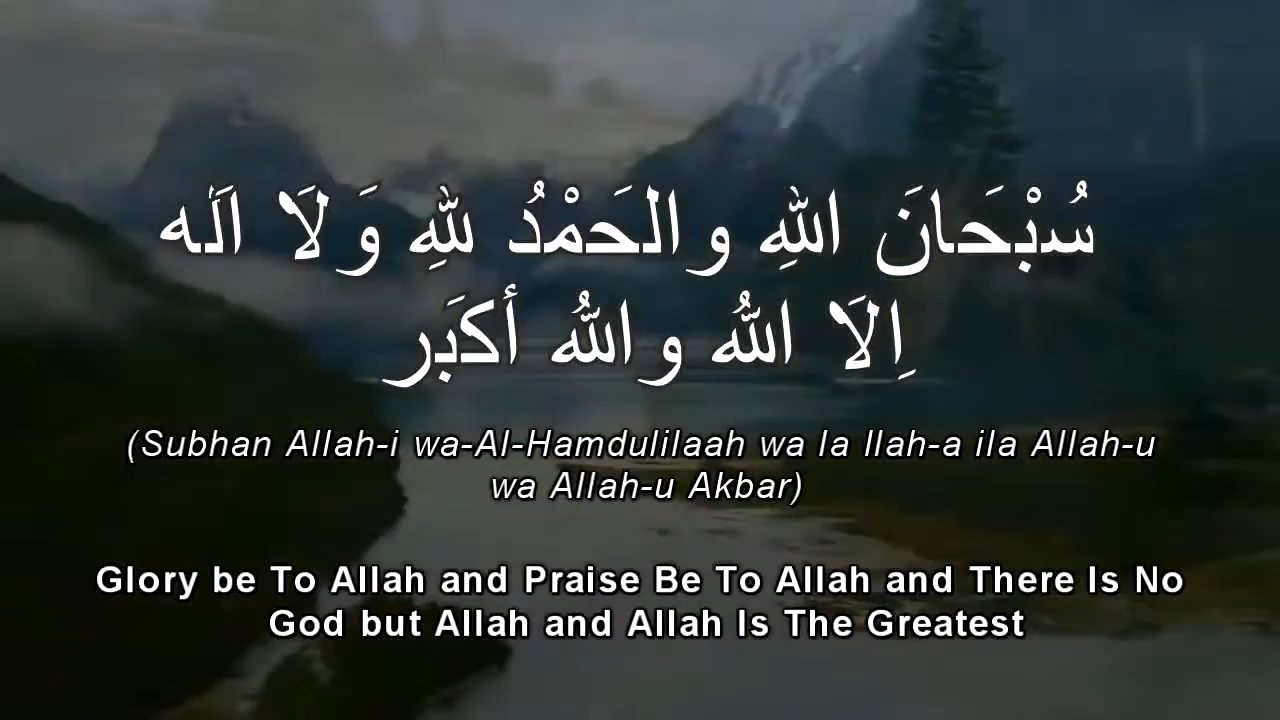 سُبْحَانَ اللهِ والحَمْدُ للهِ وَلَا اَلٰه
اِلَا اللهُ واللهُ أكبَر
(Subhan Allah-i wa-Al-Hamdulilaah wa la Ilah-a ila Allah-u
wa Allah-u Akbar)
Glory be To Allah and Praise Be To Allah and There Is No
God but Allah and Allah Is The Greatest